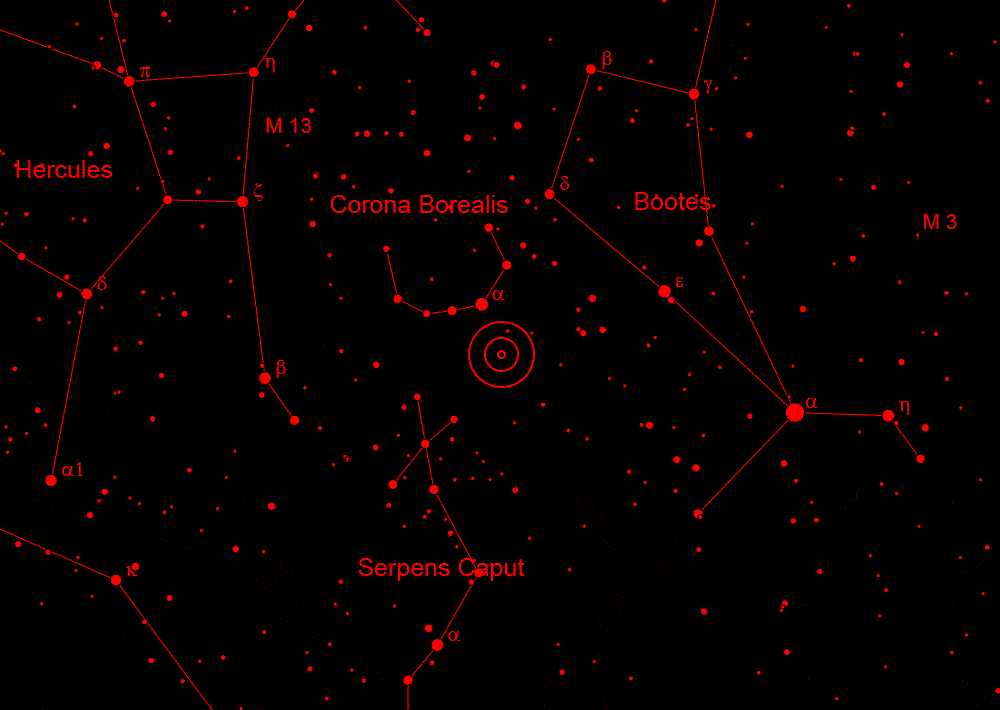 π
η
β
γ
M 13
Hercules
ζ
δ
Corona Borealis
Bootes
M 3
δ
ε
α
β
α
η
α1
κ
Serpens Caput
α